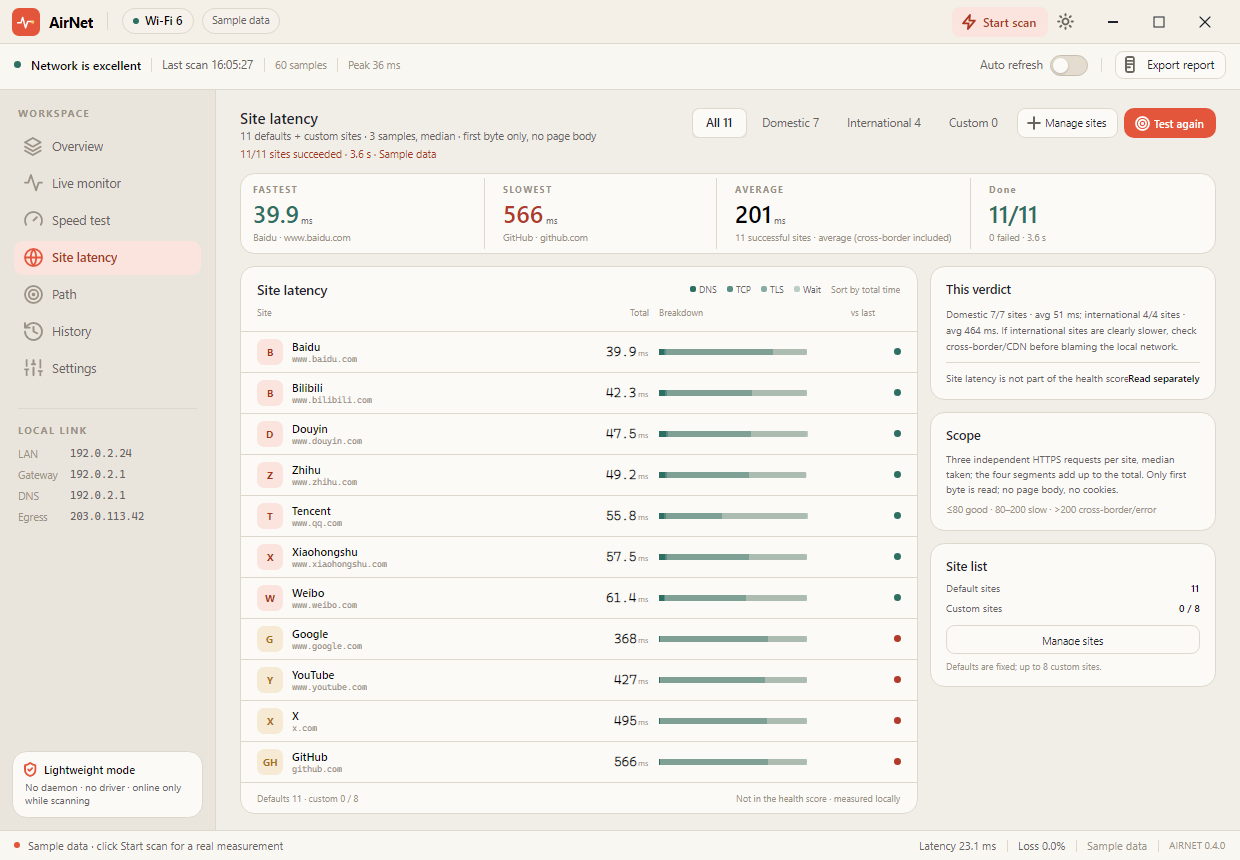 AirNet
Wi-Fi 6
Sample data
Start scan
Network is excellent
Last scan 16:05:27
60 samples
Peak 36 ms
Auto refresh
Export report
WORKSPACE
Overview
Live monitor
Speed test
Site latency
Path
History
Settings
LOCAL LINK
LAN 192.0.2.24
Gateway 192.0.2.1
DNS 192.0.2.1
Egress 203.0.113.42
Lightweight mode
No daemon · no driver · online only
while scanning
Site latency
11 defaults + custom sites · 3 samples, median · first byte only, no page body
11/11 sites succeeded · 3.6 s · Sample data
All 11
Domestic 7
International 4
Custom 0
Manage sites
Test again
FASTEST
39.9 ms
Baidu · www.baidu.com
SLOWEST
566 ms
GitHub · github.com
AVERAGE
201 ms
11 successful sites · average (cross-border included)
Done
11/11
0 failed · 3.6 s
Site latency
DNS TCP TLS Wait Sort by total time
Site Total Breakdown vs last
B Baidu 39.9 ms
www.baidu.com
B Bilibili 42.3 ms
www.bilibili.com
D Douyin 47.5 ms
www.douyin.com
Z Zhihu 49.2 ms
www.zhihu.com
T Tencent 55.8 ms
www.qq.com
X Xiaohongshu 57.5 ms
www.xiaohongshu.com
W Weibo 61.4 ms
www.weibo.com
G Google 368 ms
www.google.com
Y YouTube 427 ms
www.youtube.com
X X 495 ms
x.com
GH GitHub 566 ms
github.com
Defaults 11 · custom 0 / 8
Not in the health score · measured locally
This verdict
Domestic 7/7 sites · avg 51 ms; international 4/4 sites ·
avg 464 ms. If international sites are clearly slower, check
cross-border/CDN before blaming the local network.
Site latency is not part of the health score Read separately
Scope
Three independent HTTPS requests per site, median
taken; the four segments add up to the total. Only first
byte is read; no page body, no cookies.
≤80 good · 80–200 slow · >200 cross-border/error
Site list
Default sites 11
Custom sites 0 / 8
Manage sites
Defaults are fixed; up to 8 custom sites.
Sample data · click Start scan for a real measurement
Latency 23.1 ms
Loss 0.0%
Sample data
AIRNET 0.4.0